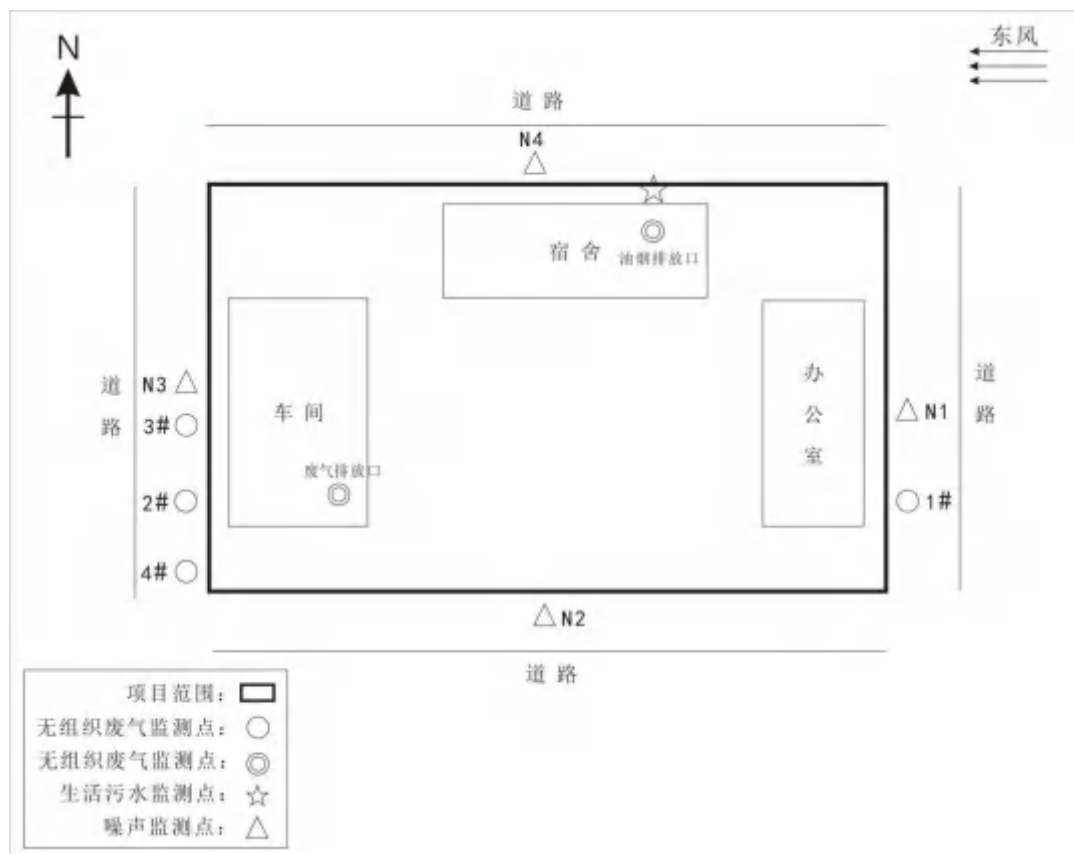 N
东风
道路
N4
宿舍
油烟排放口
办公室
道路
N1
1#
道路
N3
3#
2#
4#
车间
废气排放口
N2
道路
项目范围：
无组织废气监测点：
无组织废气监测点：
生活污水监测点：
噪声监测点：